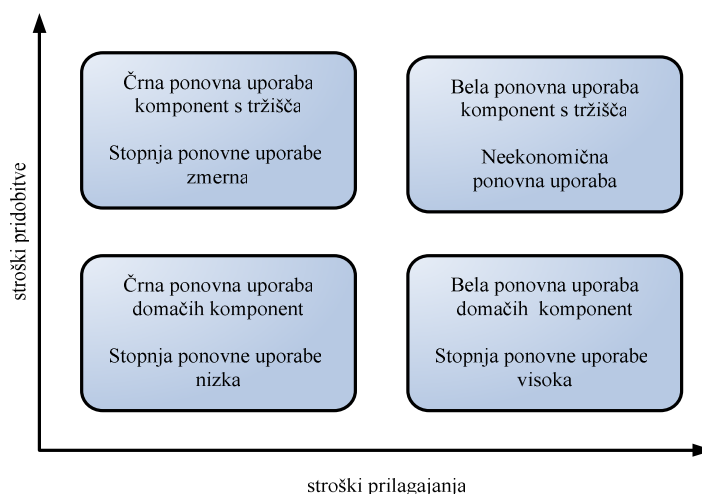 Črna ponovna uporaba
komponent s tržišča
Stopnja ponovne uporabe
zmerna
Bela ponovna uporaba
komponent s tržišča
Neekonomična
ponovna uporaba
stroški pridobitve
Črna ponovna uporaba
domačih komponent
Stopnja ponovne uporabe
nizka
Bela ponovna uporaba
domačih komponent
Stopnja ponovne uporabe
visoka
stroški prilagajanja